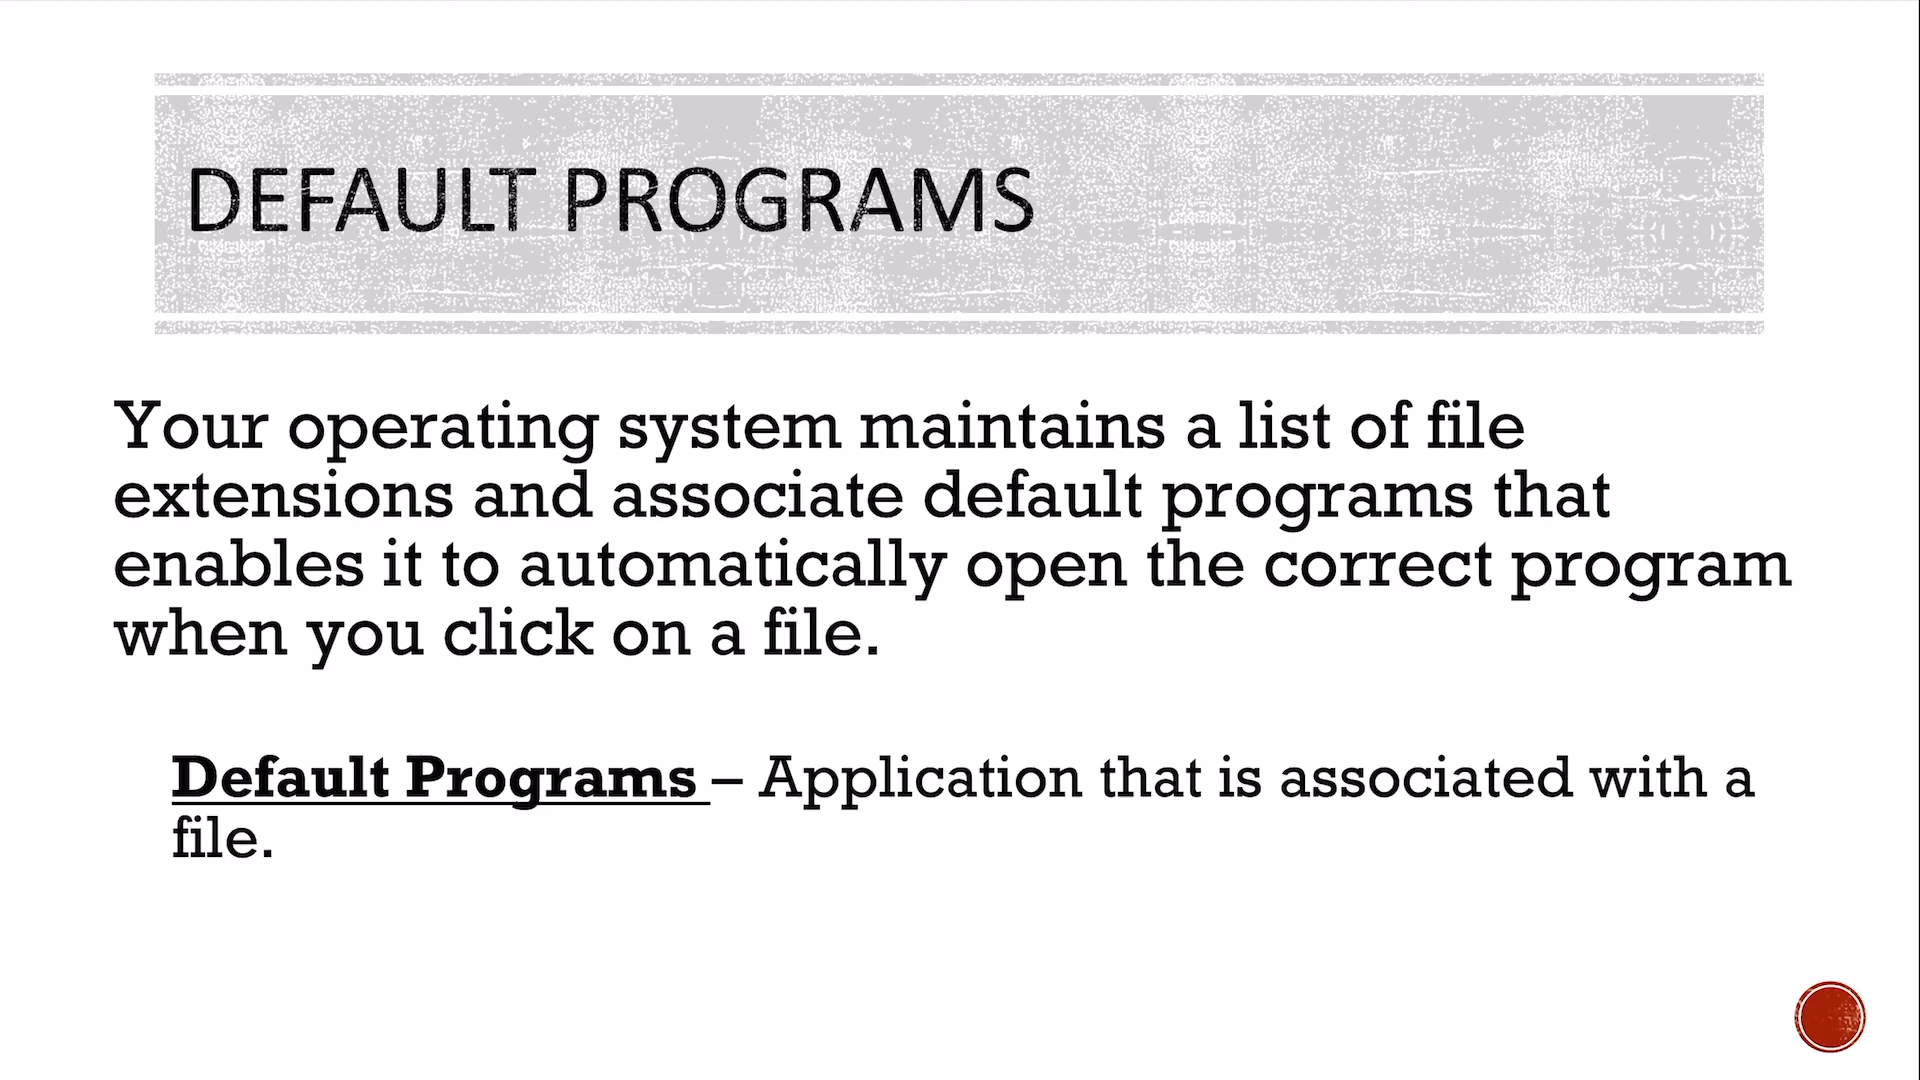 DEFAULT PROGRAMS
Your operating system maintains a list of file
extensions and associate default programs that
enables it to automatically open the correct program
when you click on a file.
Default Programs – Application that is associated with a
file.